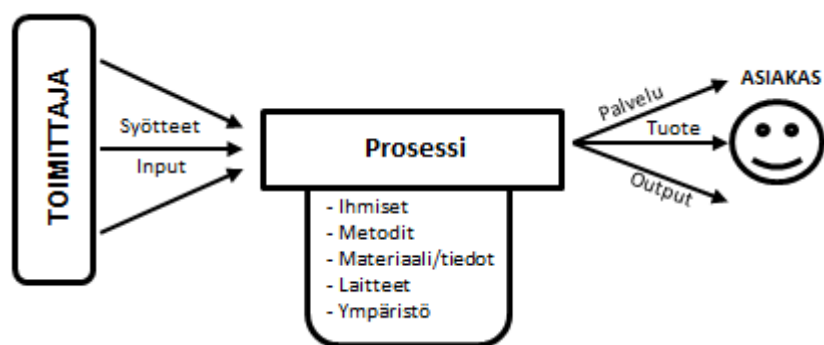 TOIMITTAJA
Syötteet
Input
Prosessi
- Ihmiset
- Metodit
- Materiaali/tiedot
- Laitteet
- Ympäristö
Palvelu
Tuote
Output
ASIAKAS